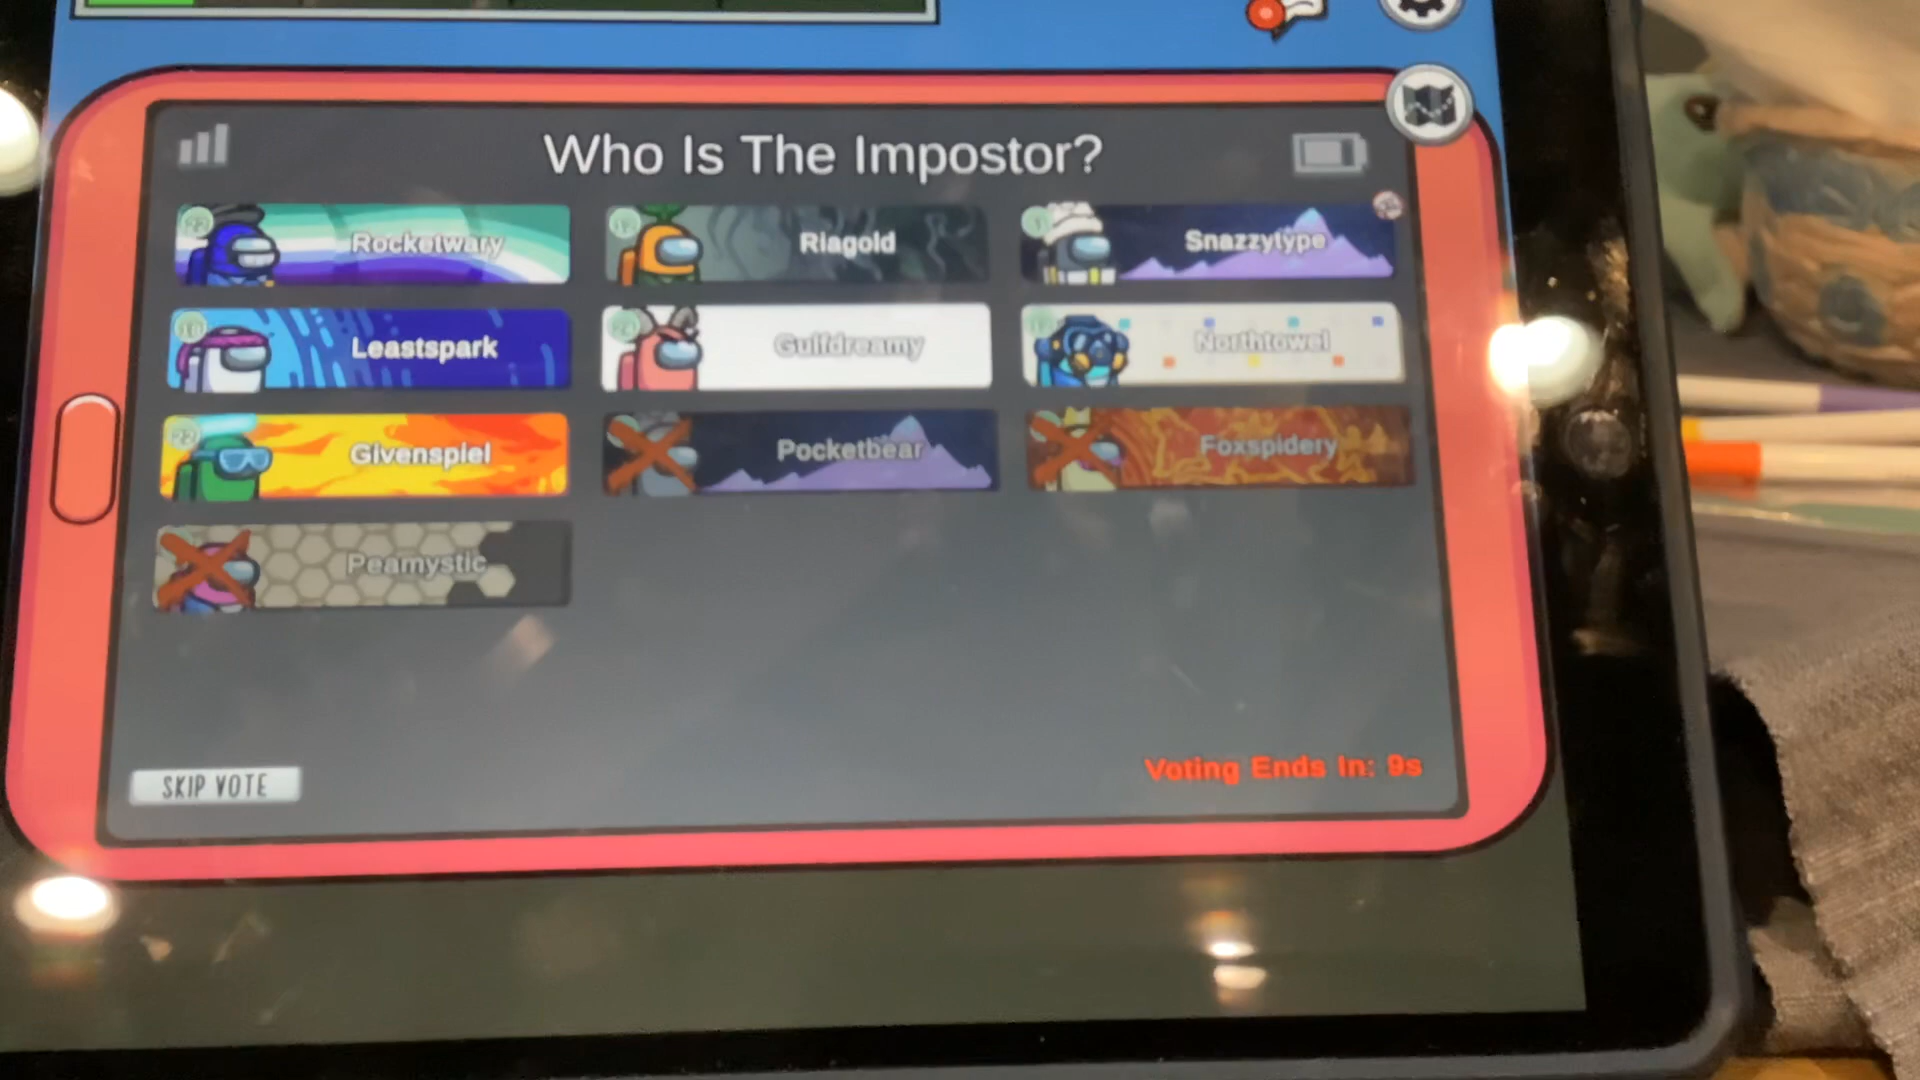 Who Is The Impostor?
Rocketwary
Riagold
Snazzytype
Leastspark
Gulfdreamy
Northtowel
22
Givenspiel
Pocketbear
Foxspidery
Peamystic
SKIP VOTE
Voting Ends In: 9s